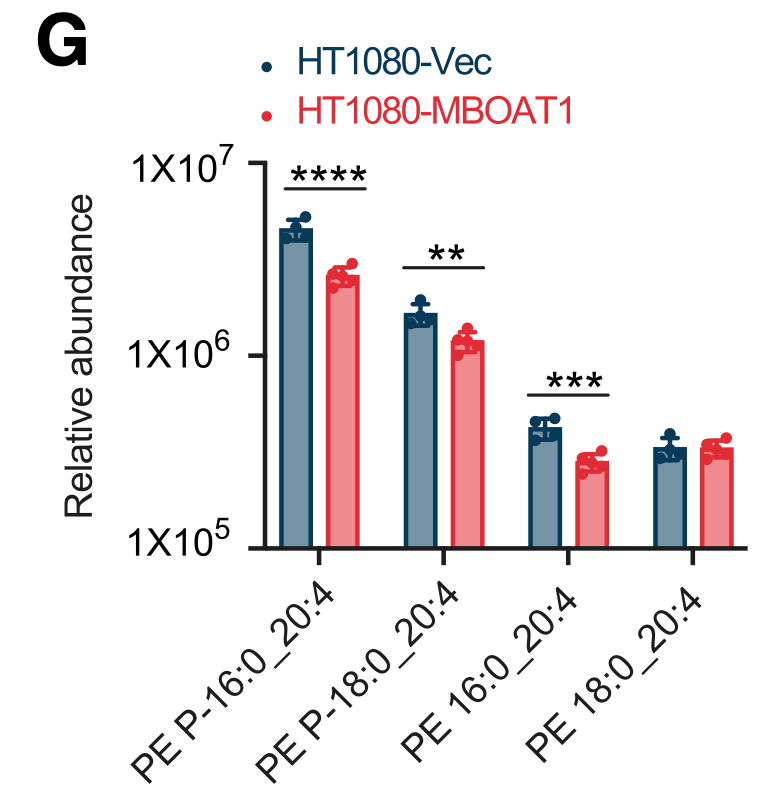 G
HT1080-Vec
HT1080-MBOAT1
Relative abundance
1X10⁷
1X10⁶
1X10⁵
****
**
***
PE P-16:0_20:4
PE P-18:0_20:4
PE 16:0_20:4
PE 18:0_20:4